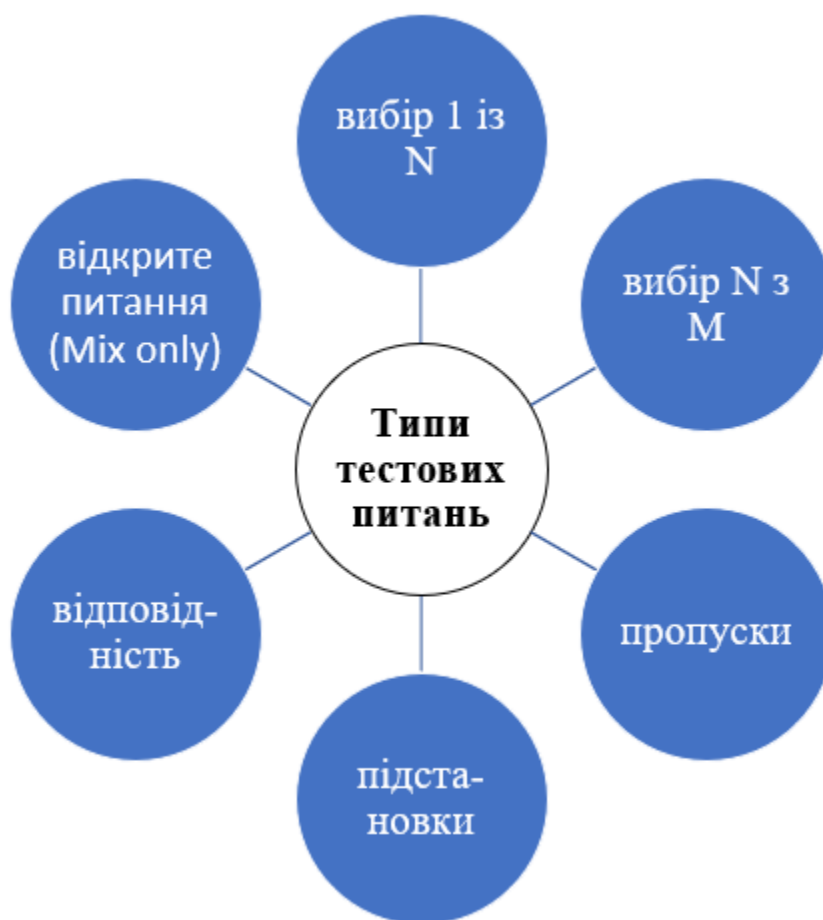 вибір 1 із
N
вибір N з
M
пропуски
підста-
новки
відповід-
ність
відкрите
питання
(Mix only)
Типи
тестових
питань